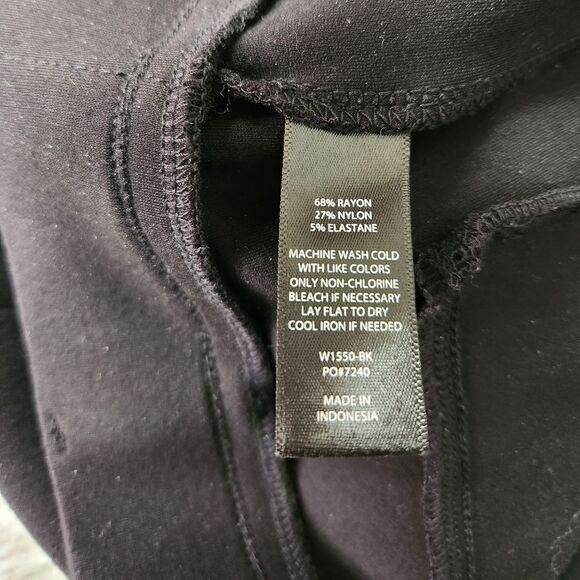 68% RAYON
27% NYLON
5% ELASTANE
MACHINE WASH COLD
WITH LIKE COLORS
ONLY NON-CHLORINE
BLEACH IF NECESSARY
LAY FLAT TO DRY
COOL IRON IF NEEDED
W1550-BK
PO#7240
MADE IN
INDONESIA